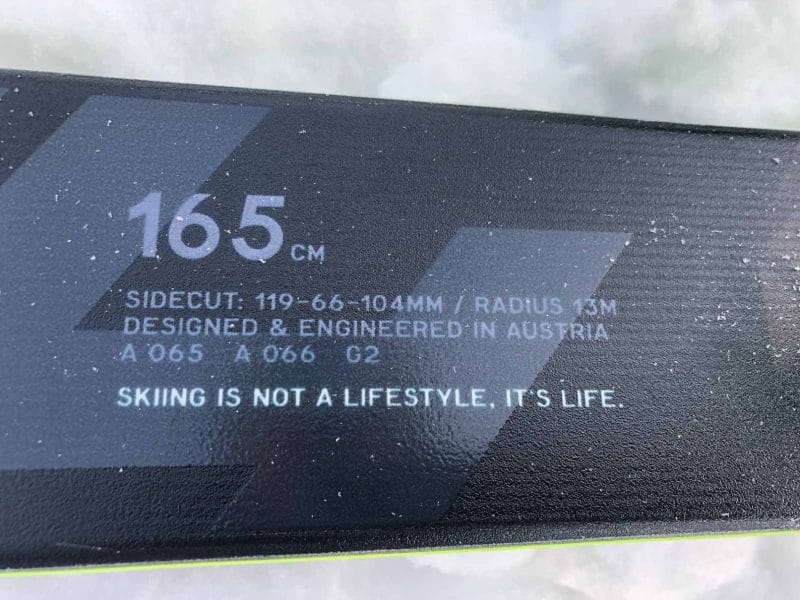 165 CM
SIDECUT: 119-66-104MM / RADIUS 13M
DESIGNED & ENGINEERED IN AUSTRIA
A 065 A 066 G2
SKIING IS NOT A LIFESTYLE, IT'S LIFE.